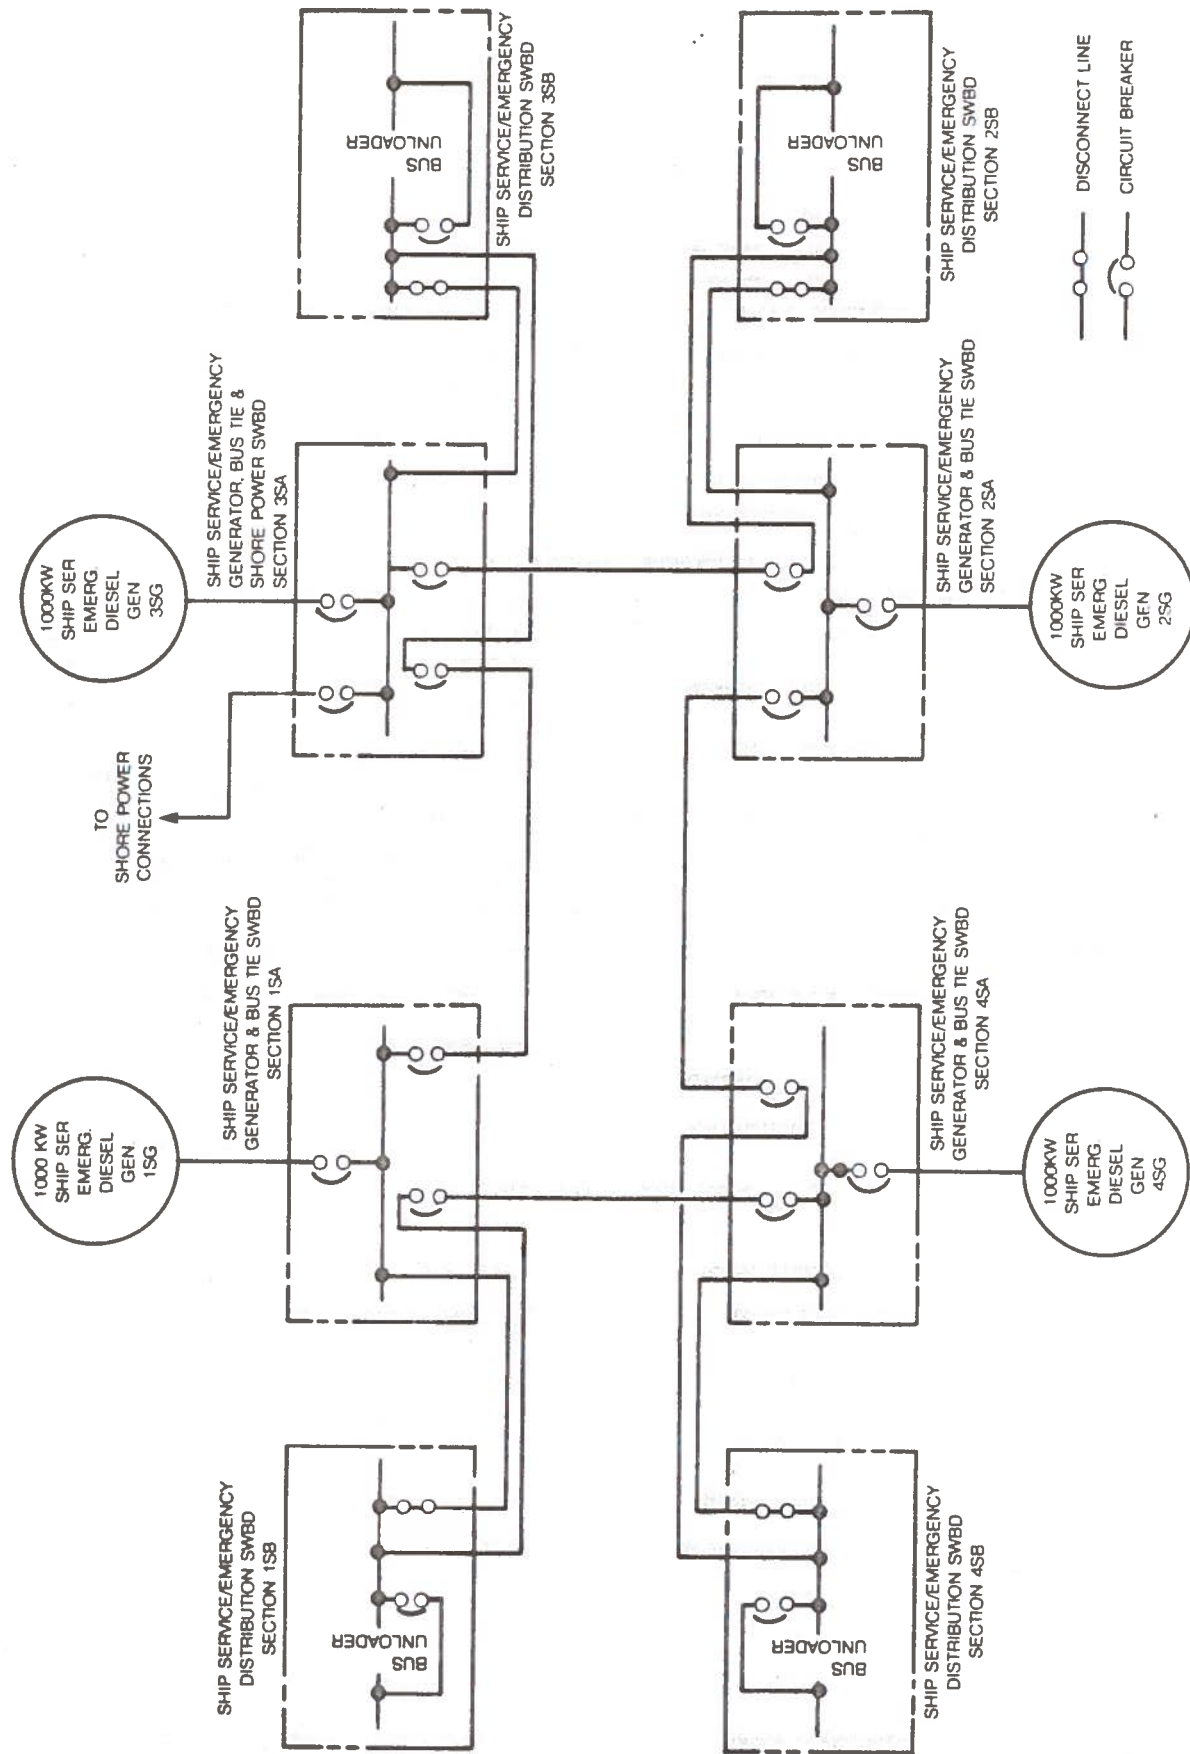 1000KW
SHIP SER
EMERG.
DIESEL
GEN
3SG
SHIP SERVICE/EMERGENCY
GENERATOR, BUS TIE &
SHORE POWER SWBD
SECTION 3SA
TO
SHORE POWER
CONNECTIONS
BUS
UNLOADER
SHIP SERVICE/EMERGENCY
DISTRIBUTION SWBD
SECTION 3SB
1000 KW
SHIP SER
EMERG.
DIESEL
GEN.
1SG
SHIP SERVICE/EMERGENCY
GENERATOR & BUS TIE SWBD
SECTION 1SA
SHIP SERVICE/EMERGENCY
DISTRIBUTION SWBD
SECTION 1SB
BUS
UNLOADER
BUS
UNLOADER
SHIP SERVICE/EMERGENCY
DISTRIBUTION SWBD
SECTION 2SB
SHIP SERVICE/EMERGENCY
GENERATOR & BUS TIE SWBD
SECTION 2SA
1000KW
SHIP SER
EMERG
DIESEL
GEN
2SG
SHIP SERVICE/EMERGENCY
GENERATOR & BUS TIE SWBD
SECTION 4SA
1000KW
SHIP SER
EMERG
DIESEL
GEN
4SG
BUS
UNLOADER
SHIP SERVICE/EMERGENCY
DISTRIBUTION SWBD
SECTION 4SB
DISCONNECT LINE
CIRCUIT BREAKER